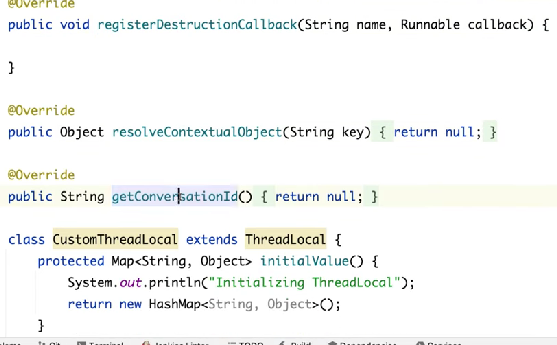 @Override
public void registerDestructionCallback(String name, Runnable callback) {
}
@Override
public Object resolveContextualObject(String key) { return null; }
@Override
public String getConversationId() { return null; }
class CustomThreadLocal extends ThreadLocal {
protected Map<String, Object> initialValue() {
System.out.println("Initializing ThreadLocal");
return new HashMap<String, Object>();
}